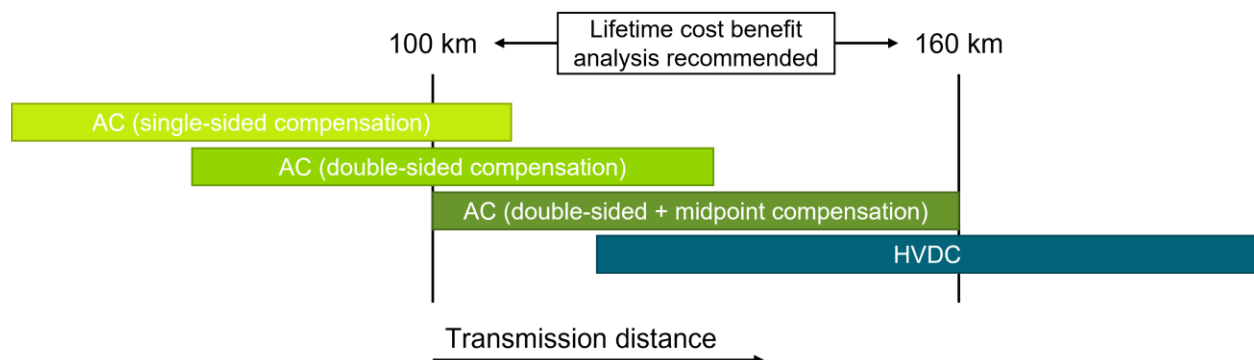 100 km
Lifetime cost benefit
analysis recommended
160 km
AC (single-sided compensation)
AC (double-sided compensation)
AC (double-sided + midpoint compensation)
HVDC
Transmission distance